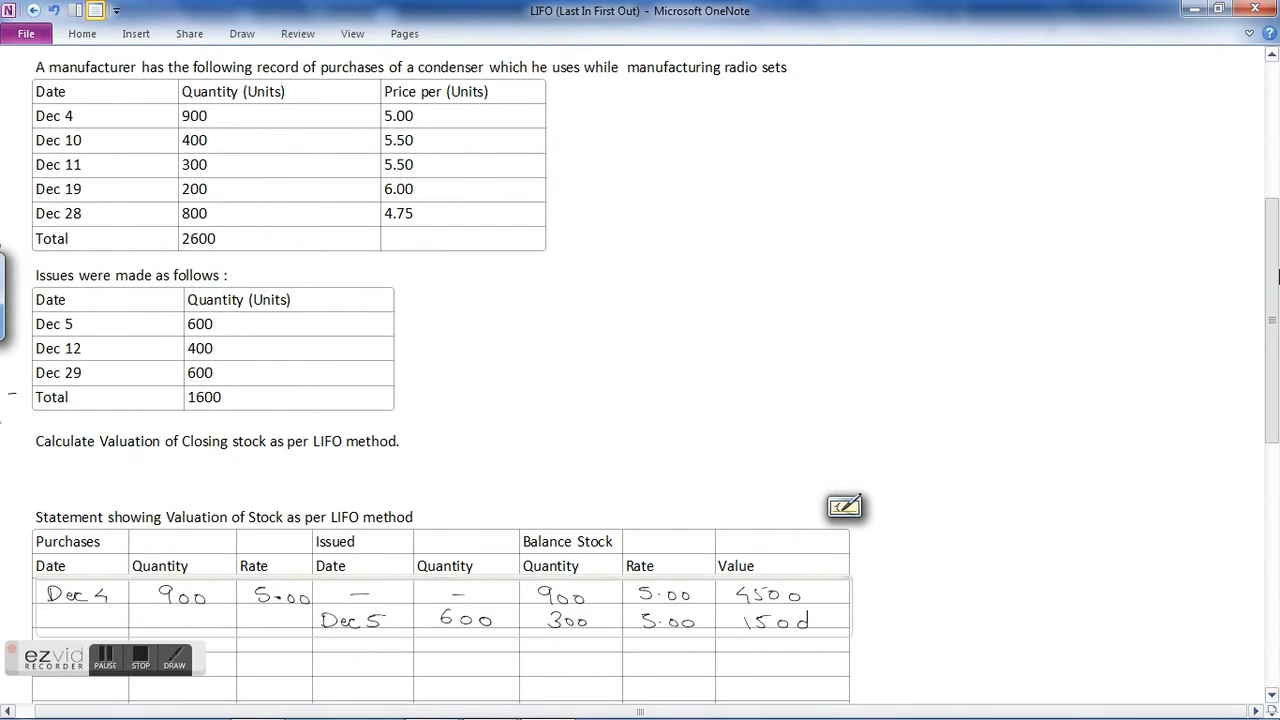 LIFO (Last In First Out) - Microsoft OneNote
File Home Insert Share Draw Review View Pages
A manufacturer has the following record of purchases of a condenser which he uses while manufacturing radio sets
Date Quantity (Units) Price per (Units)
Dec 4 900 5.00
Dec 10 400 5.50
Dec 11 300 5.50
Dec 19 200 6.00
Dec 28 800 4.75
Total 2600
Issues were made as follows :
Date Quantity (Units)
Dec 5 600
Dec 12 400
Dec 29 600
Total 1600
Calculate Valuation of Closing stock as per LIFO method.
Statement showing Valuation of Stock as per LIFO method
Purchases Issued Balance Stock
Date Quantity Rate Date Quantity Quantity Rate Value
Dec 4 900 5.00 - - 900 5.00 4500
Dec 5 600 300 5.00 1500
ezvid
RECORDER
PAUSE STOP DRAW